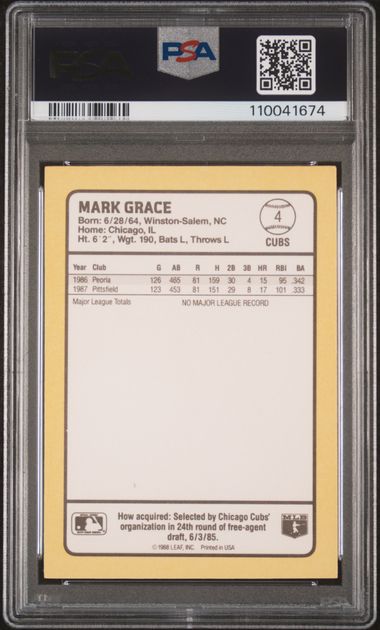 PSA
PSA
110041674
MARK GRACE
Born: 6/28/64, Winston-Salem, NC
Home: Chicago, IL
Ht. 6´2˝, Wgt. 190, Bats L, Throws L
4
CUBS
Year Club G AB R H 2B 3B HR RBI BA
1986 Peoria 126 465 81 159 30 4 15 95 .342
1987 Pittsfield 123 453 81 151 29 8 17 101 .333
Major League Totals NO MAJOR LEAGUE RECORD
How acquired: Selected by Chicago Cubs'
organization in 24th round of free-agent
draft, 6/3/85.
MLB
© 1988 LEAF, INC. Printed in USA